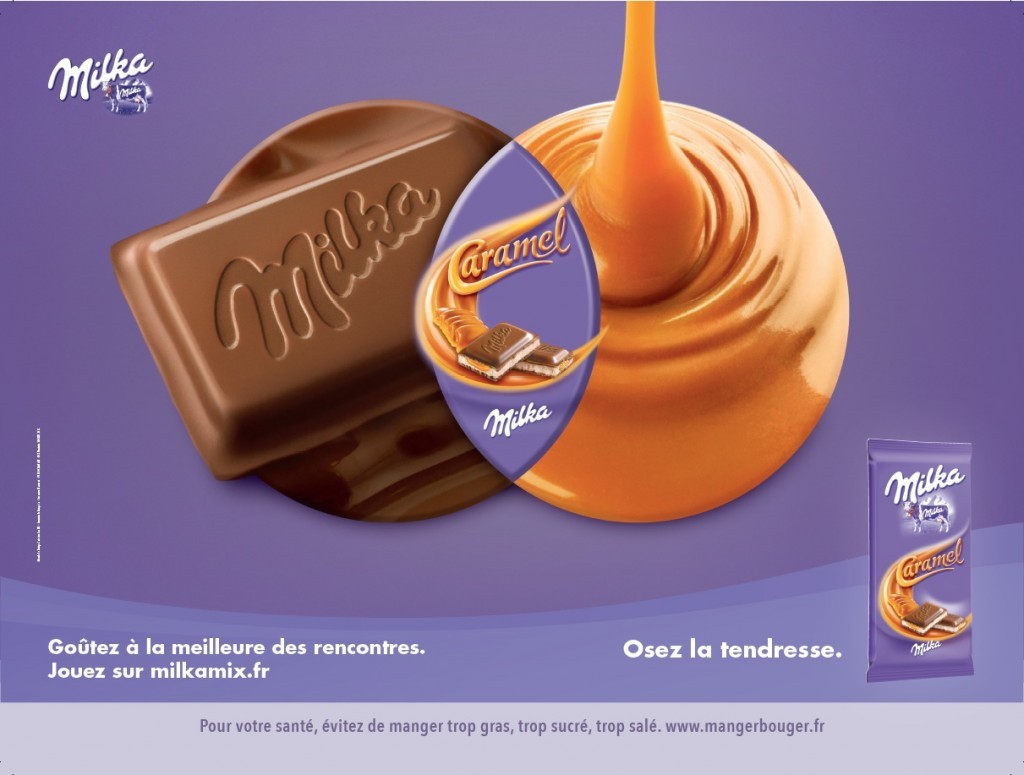 Milka
Milka
Milka
Caramel
Milka
Milka
Milka
Caramel
Milka
Goûtez à la meilleure des rencontres.
Jouez sur milkamix.fr
Osez la tendresse.
Pour votre santé, évitez de manger trop gras, trop sucré, trop salé. www.mangerbouger.fr